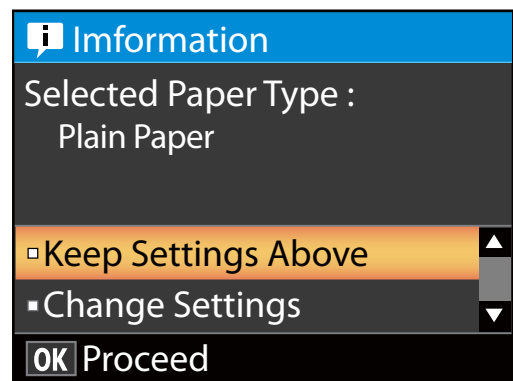 Imformation
Selected Paper Type :
Plain Paper
Keep Settings Above
Change Settings
OK Proceed